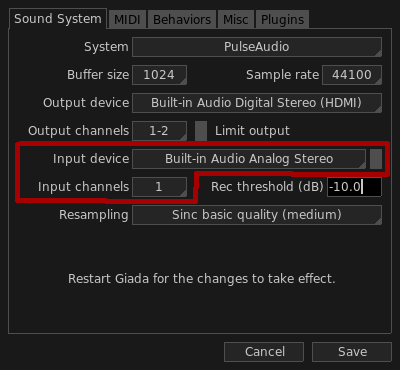 Sound System MIDI Behaviors Misc Plugins
System PulseAudio
Buffer size 1024 Sample rate 44100
Output device Built-in Audio Digital Stereo (HDMI)
Output channels 1-2 Limit output
Input device Built-in Audio Analog Stereo
Input channels 1 Rec threshold (dB) -10.0
Resampling Sinc basic quality (medium)
Restart Giada for the changes to take effect.
Cancel Save